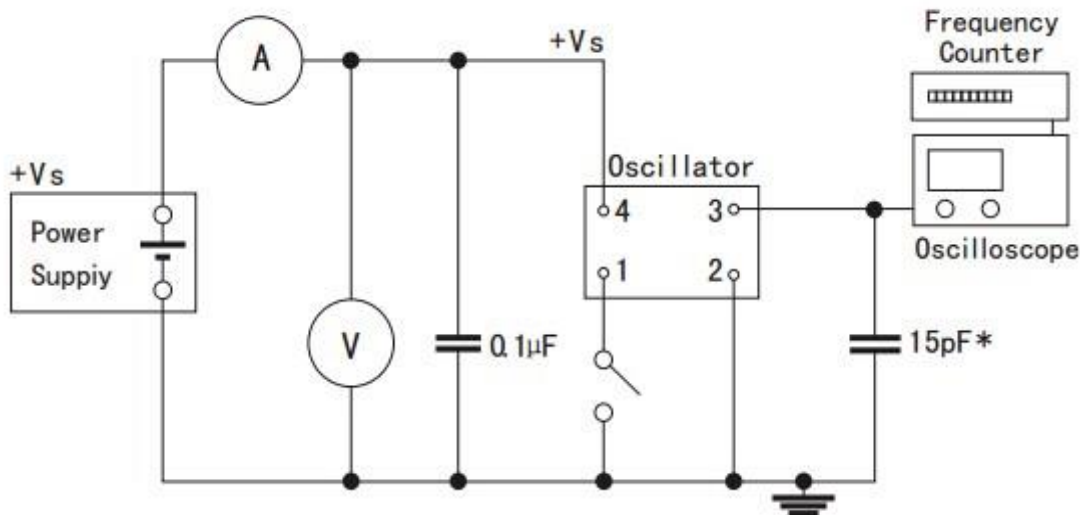 Frequency
Counter
A
+Vs
+Vs
Oscillator
Power
Suppiy
4
3
1
2
Oscilloscope
V
0.1μF
15pF*